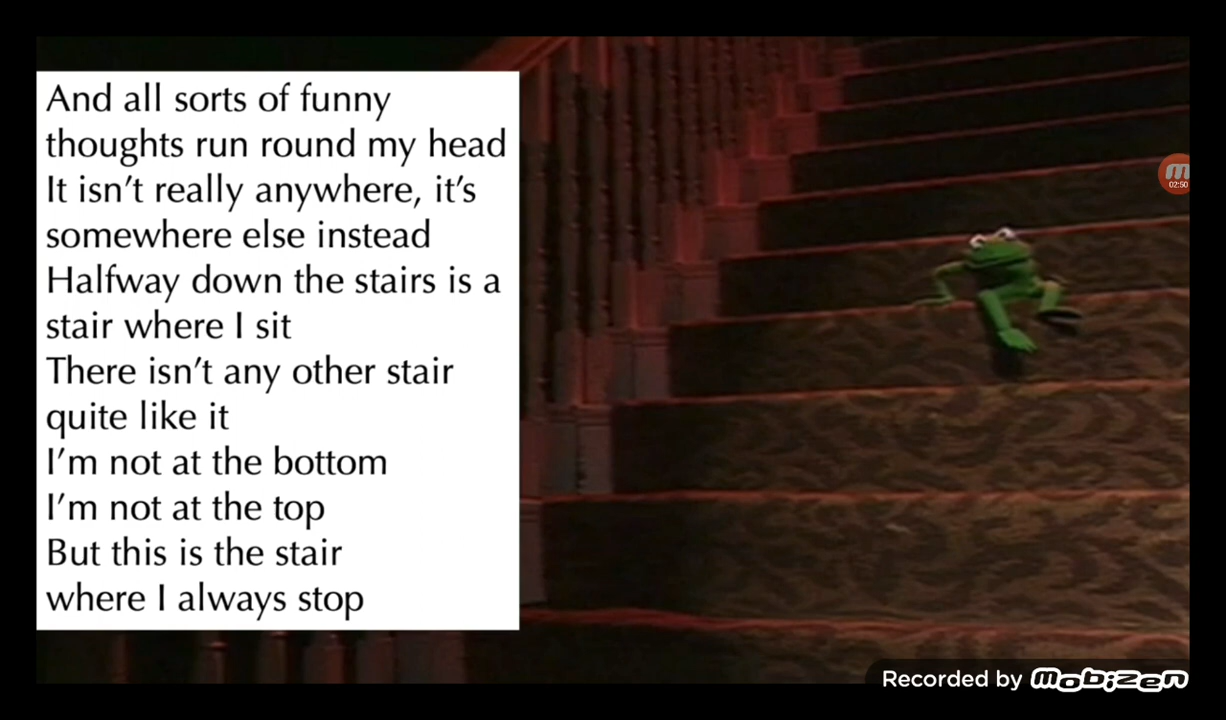 And all sorts of funny
thoughts run round my head
It isn't really anywhere, it's
somewhere else instead
Halfway down the stairs is a
stair where I sit
There isn't any other stair
quite like it
I'm not at the bottom
I'm not at the top
But this is the stair
where I always stop
02:50
Recorded by mobizen